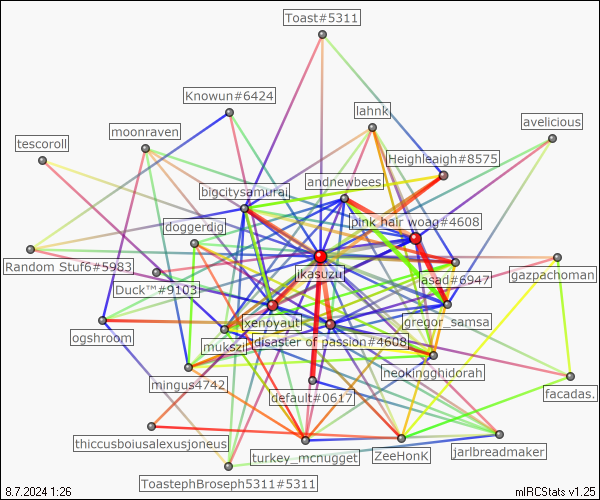 Toast#5311
Knowun#6424
lahnk
avelicious
moonraven
tescoroll
Heighleaigh#8575
andnewbees
bigcitysamurai
pink hair woag#4608
doggerdig
Random Stuf6#5983
ikasuzu
asad#6947
gazpachoman
Duck™#9103
xenoyaut
gregor_samsa
ogshroom
mukszi
disaster of passion#4608
neokingghidorah
mingus4742
default#0617
facadas.
thiccusboiusalexusjoneus
turkey_mcnugget
ZeeHonK
jarlbreadmaker
ToastephBroseph5311#5311
8.7.2024 1:26
mIRCStats v1.25